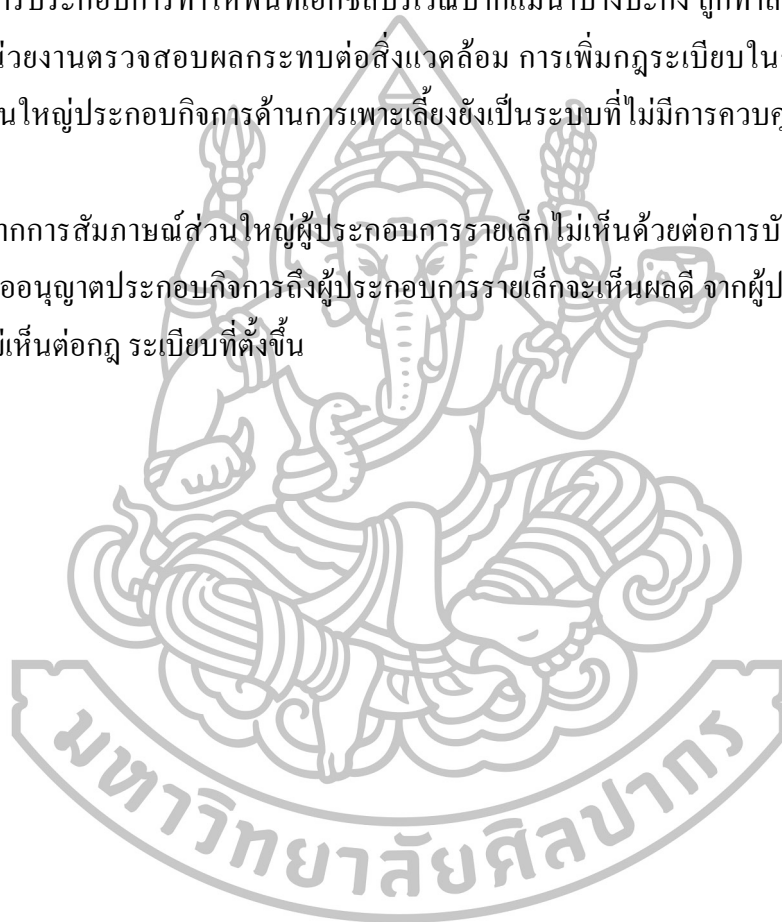 การประกอบการทำให้พื้นที่เอกชสบริเวณปากแม่น้ำบางปะกง ถูกทำล
หน่วยงานตรวจสอบผลกระทบต่อสิ่งแวดล้อม การเพิ่มกฎระเบียบใน
นใหญ่ประกอบกิจการด้านการเพาะเลี้ยงยังเป็นระบบที่ไม่มีการควบคุ
ากการสัมภาษณ์ส่วนใหญ่ผู้ประกอบการรายเล็กไม่เห็นด้วยต่อการบั
ออนุญาตประกอบกิจการถึงผู้ประกอบการรายเล็กจะเห็นผลดี จากผู้ป
เห็นต่อกฎ ระเบียบที่ตั้งขึ้น
มหาวิทยาลัยศิลปากร